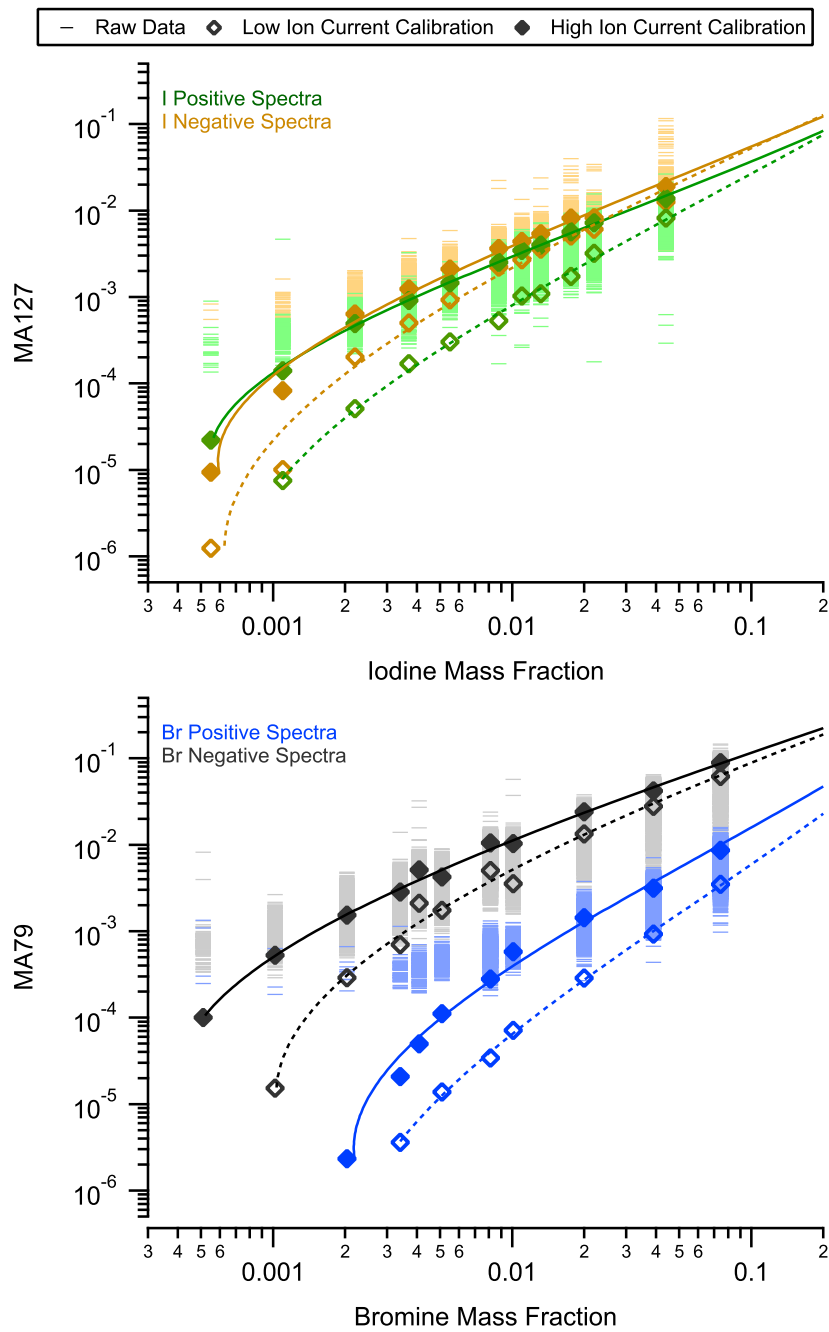 Raw Data Low Ion Current Calibration High Ion Current Calibration
I Positive Spectra
I Negative Spectra
10-1
10-2
10-3
10-4
10-5
10-6
MA127
3 4 5 6 2 3 4 5 6 2 3 4 5 6 2
0.001 0.01 0.1
Iodine Mass Fraction
Br Positive Spectra
Br Negative Spectra
10-1
10-2
10-3
10-4
10-5
10-6
MA79
3 4 5 6 2 3 4 5 6 2 3 4 5 6 2
0.001 0.01 0.1
Bromine Mass Fraction